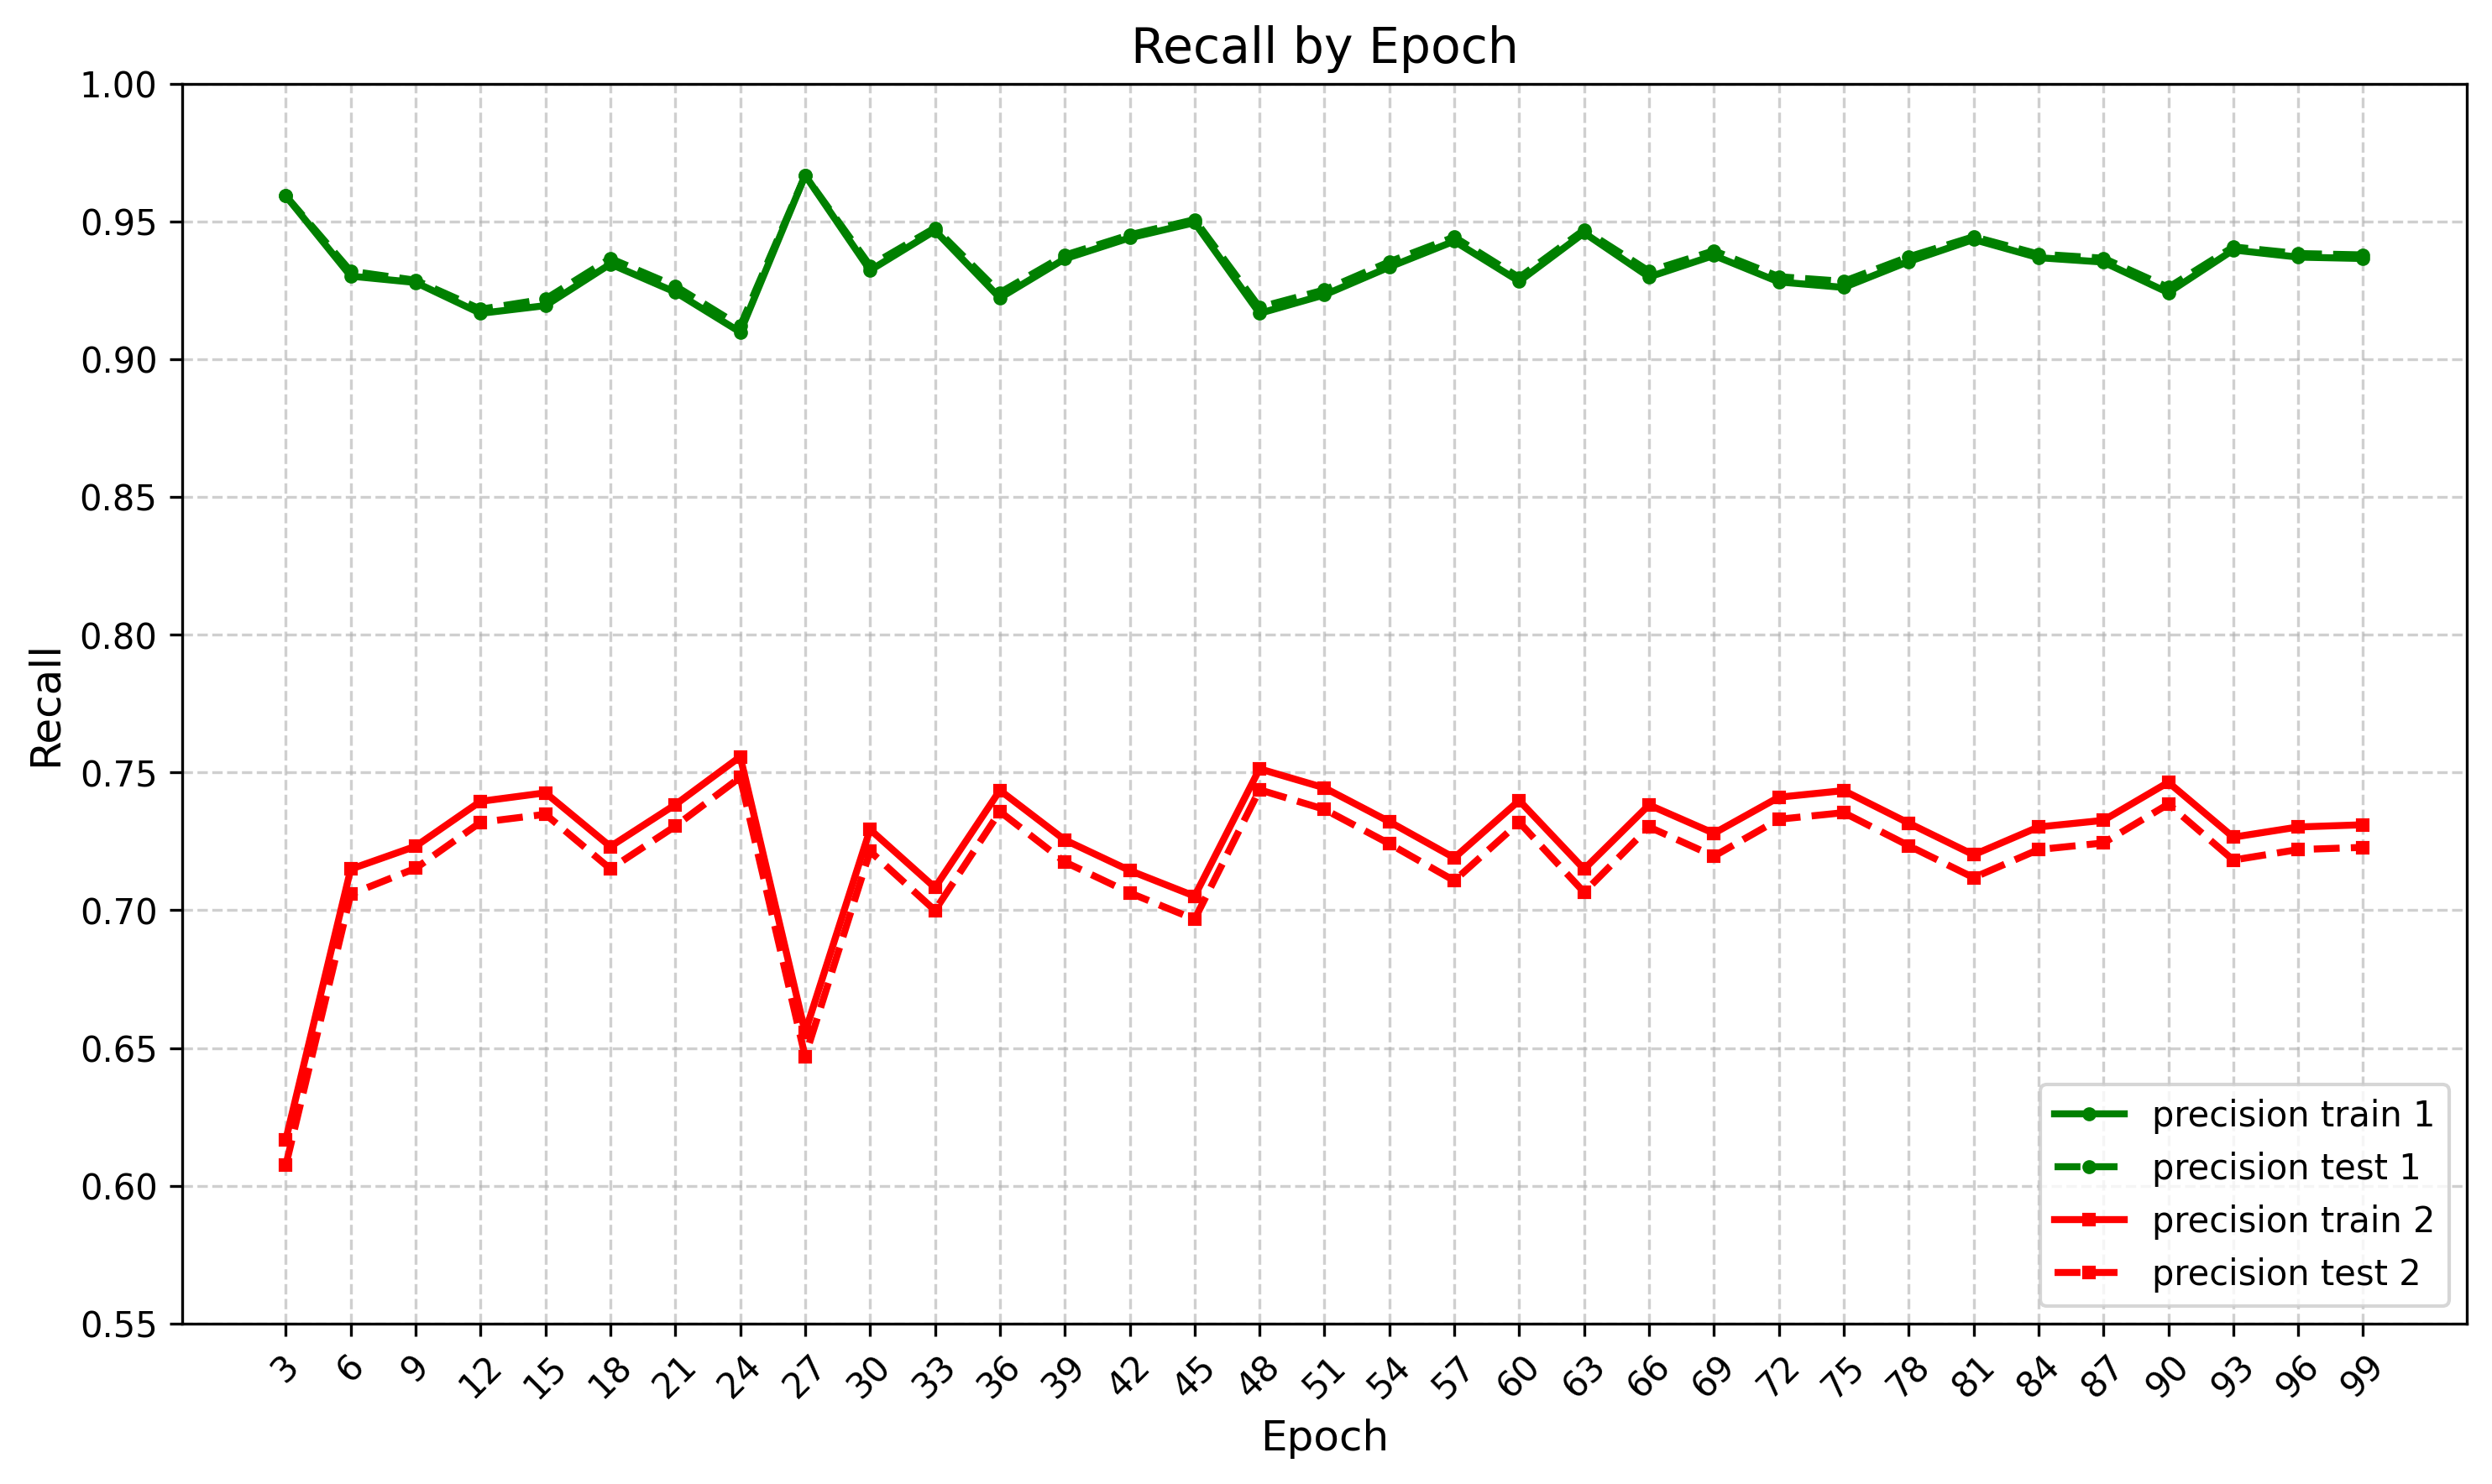 Recall by Epoch
1.00
0.95
0.90
0.85
0.80
0.75
0.70
0.65
0.60
0.55
Recall
precision train 1
precision test 1
precision train 2
precision test 2
3 6 9 12 15 18 21 24 27 30 33 36 39 42 45 48 51 54 57 60 63 66 69 72 75 78 81 84 87 90 93 96 99
Epoch